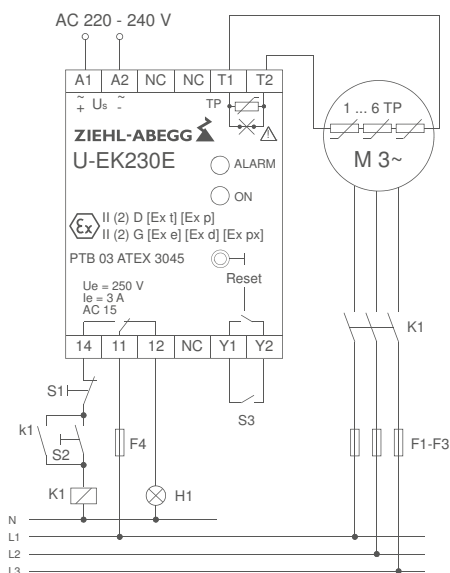 AC 220 - 240 V
A1 A2 NC NC T1 T2
~ ~
+ Us -
TP
ZIEHL-ABEGG
U-EK230E
ALARM
ON
Ex
II (2) D [Ex t] [Ex p]
II (2) G [Ex e] [Ex d] [Ex px]
PTB 03 ATEX 3045
Reset
Ue = 250 V
Ie = 3 A
AC 15
14 11 12 NC Y1 Y2
1 ... 6 TP
M 3~
K1
S1
S3
k1
S2
F4
F1-F3
K1
H1
N
L1
L2
L3